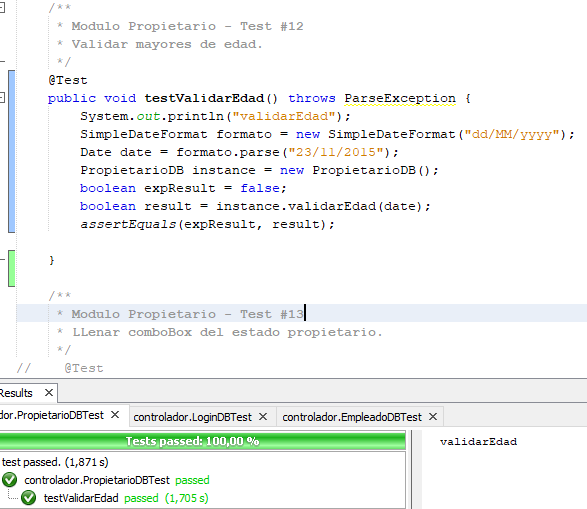 /**
* Modulo Propietario - Test #12
* Validar mayores de edad.
*/
@Test
public void testValidarEdad() throws ParseException {
System.out.println("validarEdad");
SimpleDateFormat formato = new SimpleDateFormat("dd/MM/yyyy");
Date date = formato.parse("23/11/2015");
PropietarioDB instance = new PropietarioDB();
boolean expResult = false;
boolean result = instance.validarEdad(date);
assertEquals(expResult, result);
}
/**
* Modulo Propietario - Test #13
* LLenar comboBox del estado propietario.
*/
// @Test
Results
dor.PropietarioDBTest controlador.LoginDBTest controlador.EmpleadoDBTest
Tests passed: 100,00 %
validarEdad
test passed. (1,871 s)
controlador.PropietarioDBTest passed
testValidarEdad passed (1,705 s)